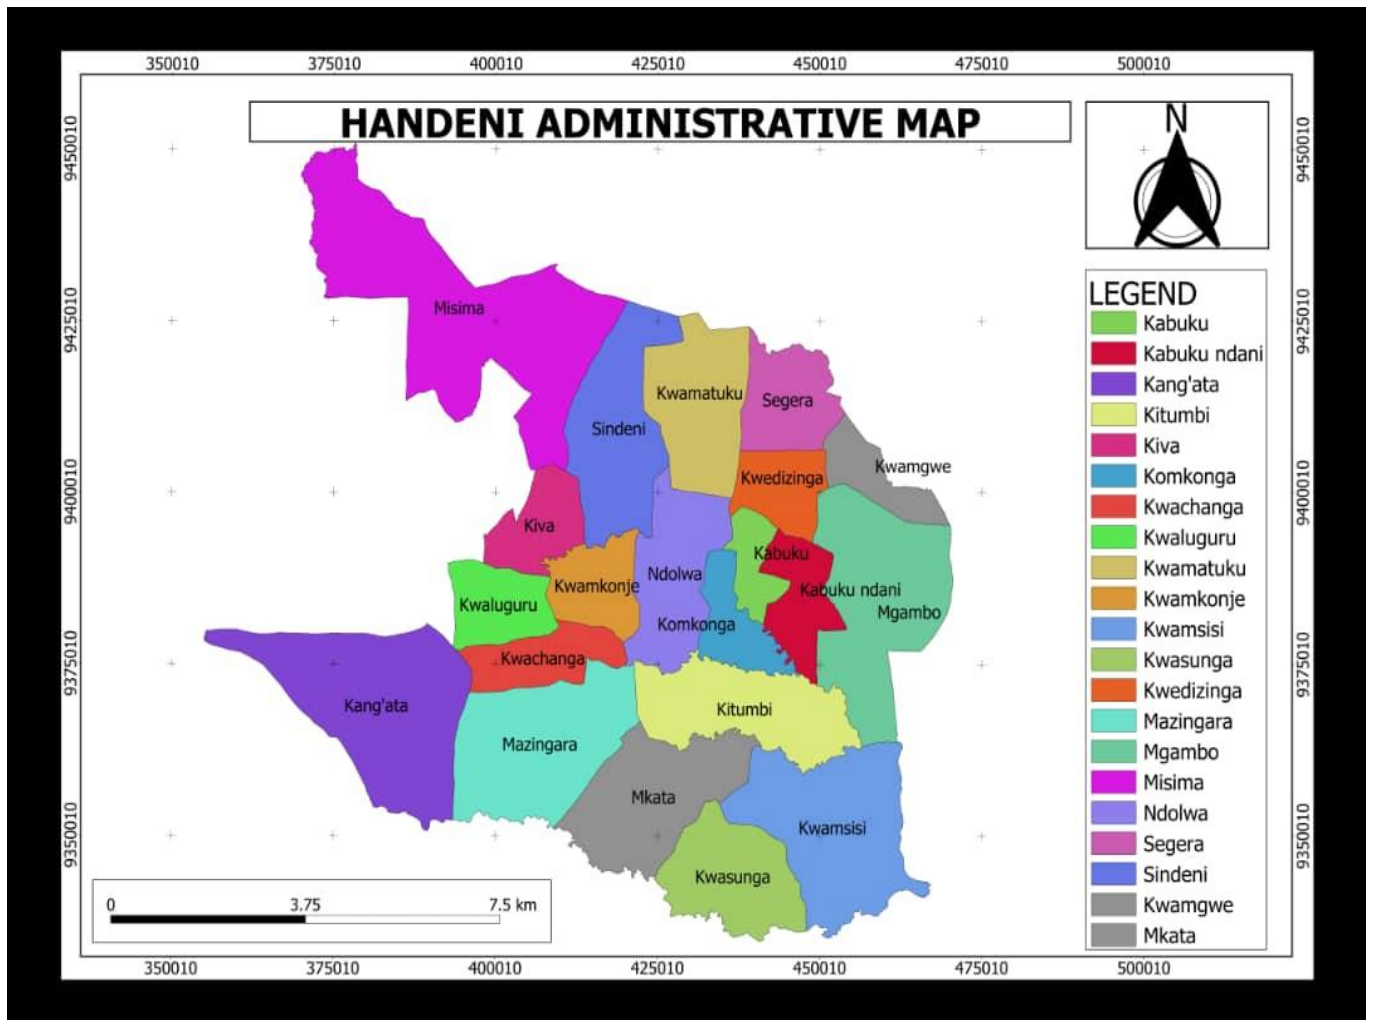 350010 375010 400010 425010 450010 475010 500010
HANDENI ADMINISTRATIVE MAP
N
9450010 9450010
LEGEND
Misima
9425010 9425010
Kabuku
Kabuku ndani
Kang'ata
Kwamatuku
Segera
Kitumbi
Sindeni
Kiva
Kwamgwe
Komkonga
Kwedizinga
9400010 9400010
Kwachanga
Kiva
Kwaluguru
Kabuku
Kwamatuku
Ndolwa
Kwamkonje
Kabuku ndani
Kwamkonje
Kwaluguru
Mgambo
Komkonga
Kwamsisi
Kwachanga
Kwasunga
9375010 9375010
Kwedizinga
Kang'ata
Kitumbi
Mazingara
Mazingara
Mgambo
Misima
Mkata
Ndolwa
Kwamsisi
9350010 9350010
Segera
Kwasunga
Sindeni
0 3.75 7.5 km
Kwamgwe
Mkata
350010 375010 400010 425010 450010 475010 500010